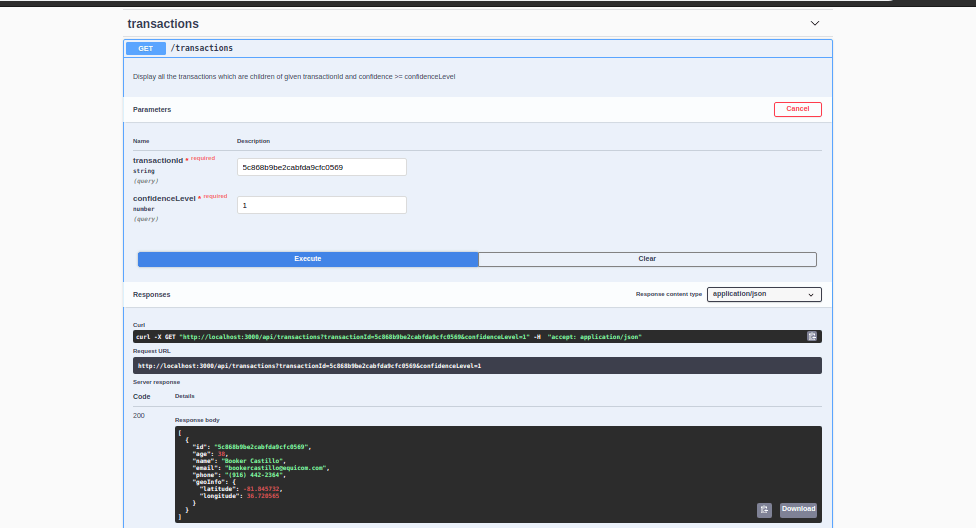 transactions
GET /transactions
Display all the transactions which are children of given transactionId and confidence >= confidenceLevel
Parameters
Cancel
Name Description
transactionId * required
string
(query)
5c868b9be2cabfda9cfc0569
confidenceLevel * required
number
(query)
1
Execute Clear
Responses
Response content type application/json
Curl
curl -X GET "http://localhost:3000/api/transactions?transactionId=5c868b9be2cabfda9cfc0569&confidenceLevel=1" -H "accept: application/json"
Request URL
http://localhost:3000/api/transactions?transactionId=5c868b9be2cabfda9cfc0569&confidenceLevel=1
Server response
Code Details
200
Response body
[
{
"id": "5c868b9be2cabfda9cfc0569",
"age": 38,
"name": "Booker Castillo",
"email": "bookercastillo@equicom.com",
"phone": "(916) 442-2364",
"geoInfo": {
"latitude": -81.845732,
"longitude": 36.728565
}
}
]
Download